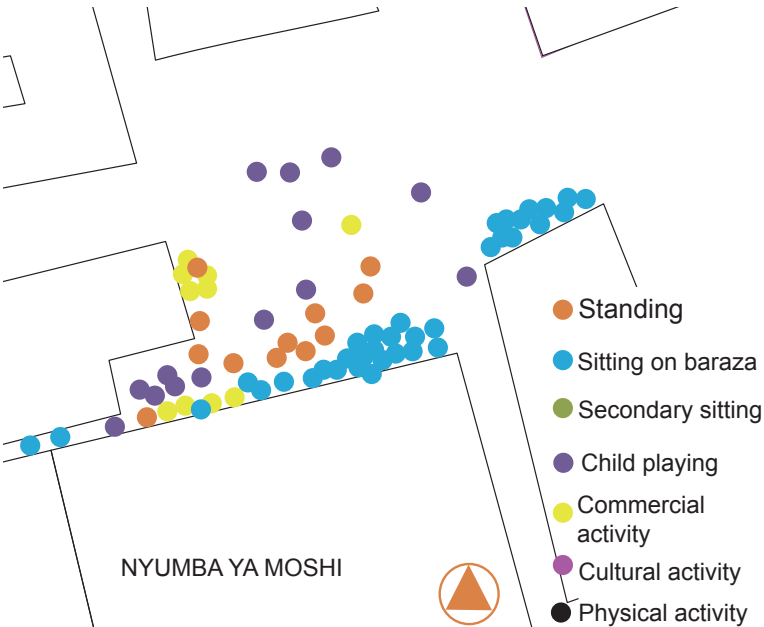 Standing
Sitting on baraza
Secondary sitting
Child playing
Commercial
activity
Cultural activity
Physical activity
NYUMBA YA MOSHI